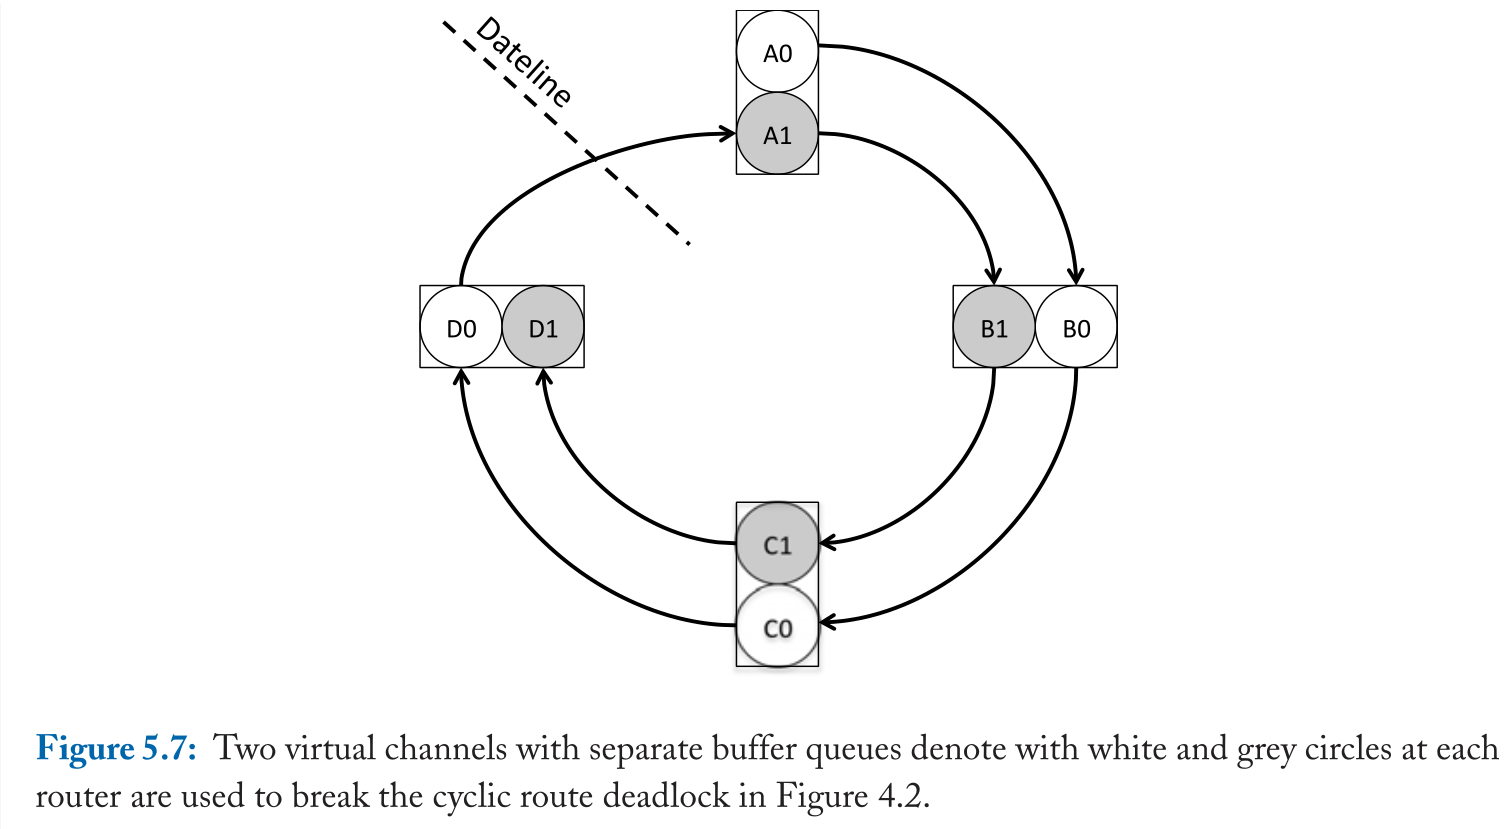 Dateline
A0
A1
D0 D1
B1 B0
C1
C0
Figure 5.7: Two virtual channels with separate buffer queues denote with white and grey circles at each
router are used to break the cyclic route deadlock in Figure 4.2.